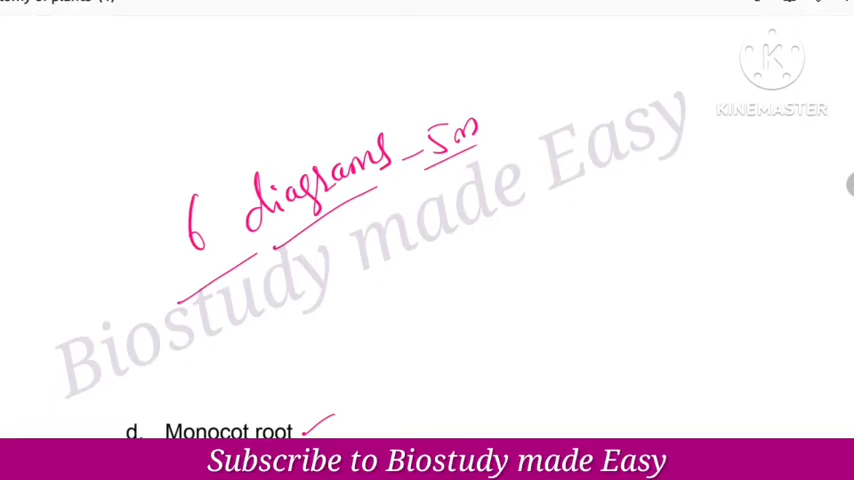 KINEMASTER
6 diagrams - 5m
Biostudy made Easy
d. Monocot root
Subscribe to Biostudy made Easy